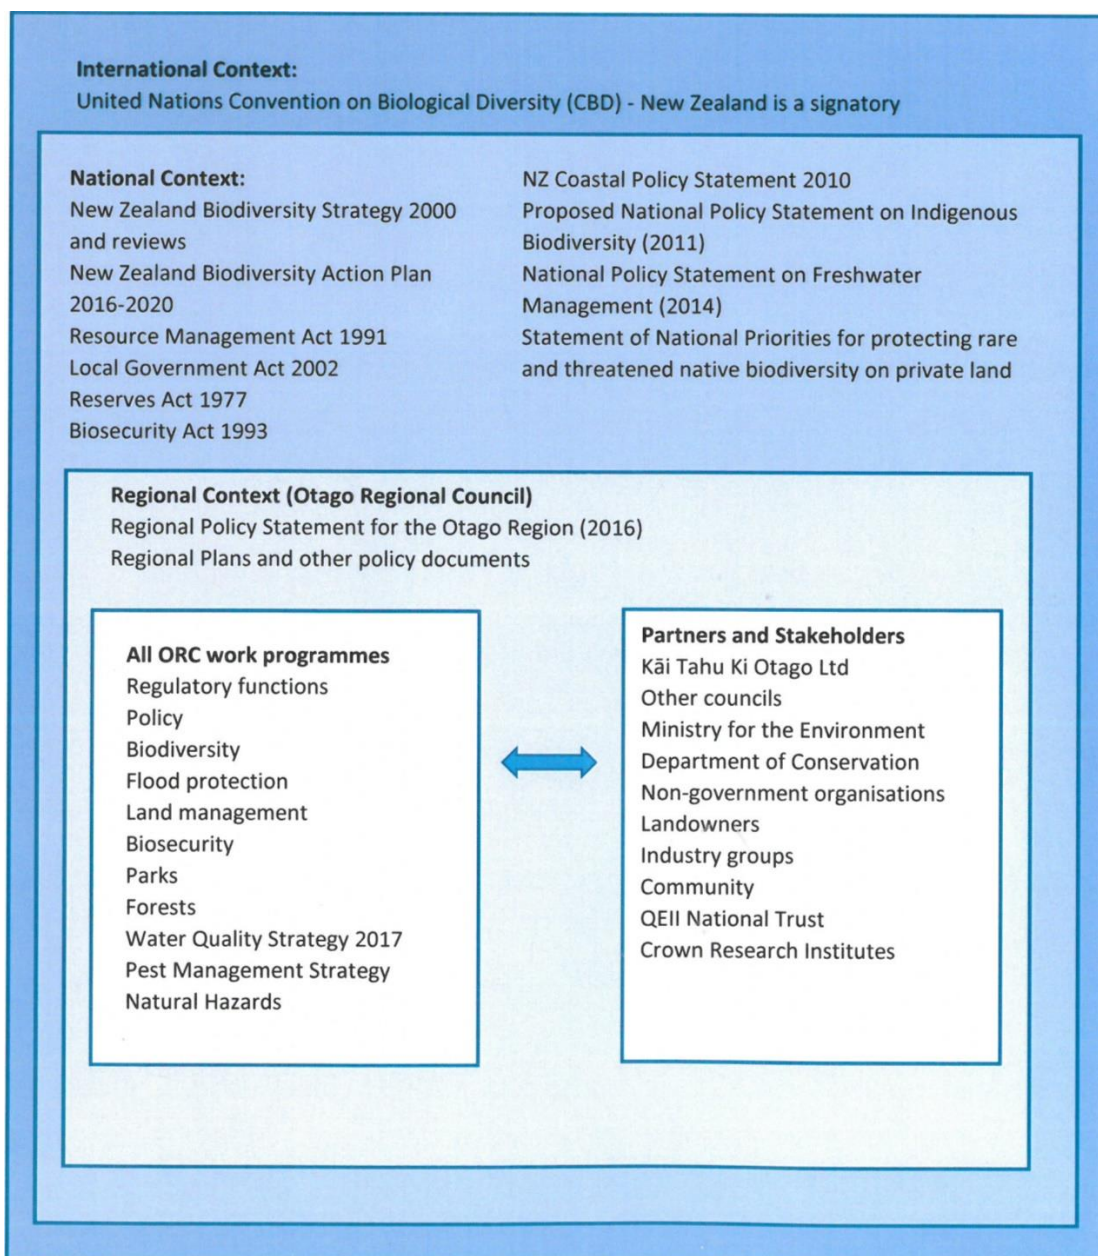 International Context:
United Nations Convention on Biological Diversity (CBD) - New Zealand is a signatory
National Context:
New Zealand Biodiversity Strategy 2000
and reviews
New Zealand Biodiversity Action Plan
2016-2020
Resource Management Act 1991
Local Government Act 2002
Reserves Act 1977
Biosecurity Act 1993
NZ Coastal Policy Statement 2010
Proposed National Policy Statement on Indigenous
Biodiversity (2011)
National Policy Statement on Freshwater
Management (2014)
Statement of National Priorities for protecting rare
and threatened native biodiversity on private land
Regional Context (Otago Regional Council)
Regional Policy Statement for the Otago Region (2016)
Regional Plans and other policy documents
All ORC work programmes
Regulatory functions
Policy
Biodiversity
Flood protection
Land management
Biosecurity
Parks
Forests
Water Quality Strategy 2017
Pest Management Strategy
Natural Hazards
Partners and Stakeholders
Kāi Tahu Ki Otago Ltd
Other councils
Ministry for the Environment
Department of Conservation
Non-government organisations
Landowners
Industry groups
Community
QEII National Trust
Crown Research Institutes